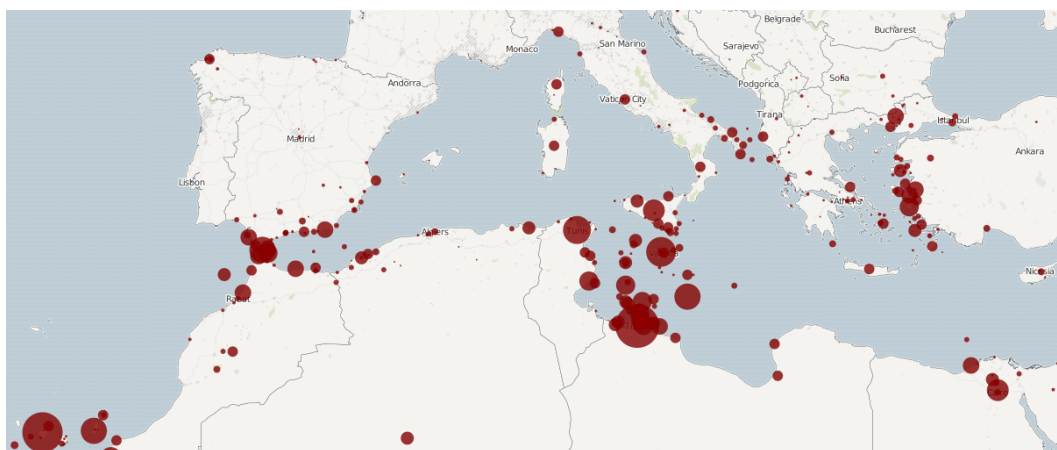 Belgrade
Bucharest
San Marino
Monaco
Sarajevo
Andorra
Podgorica
Sofia
Vatican City
Tirana
Istanbul
Madrid
Ankara
Lisbon
Athens
Algiers
Tunis
Nicosia
Rabat